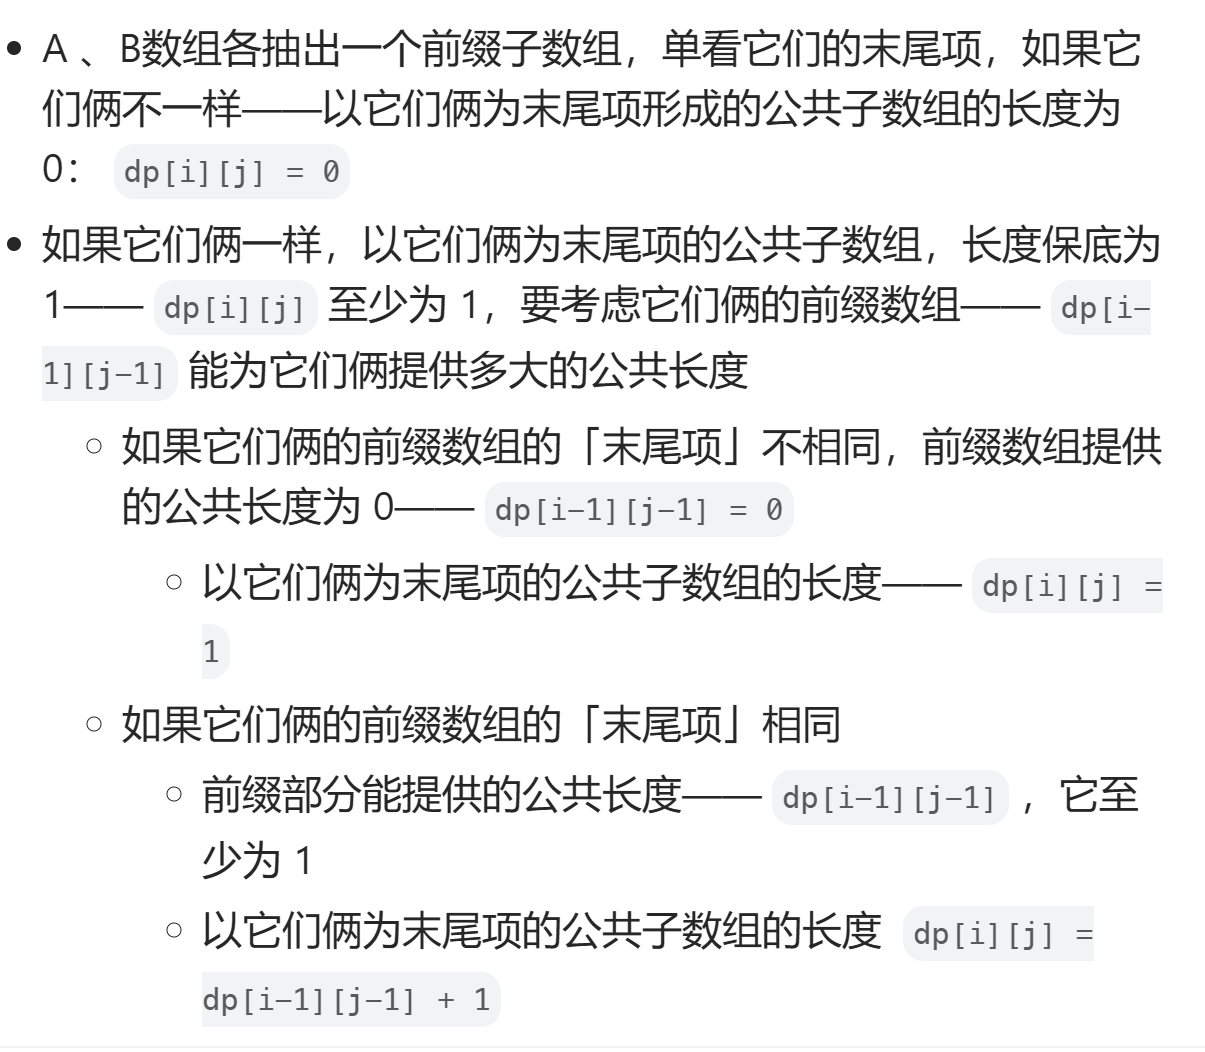 A 、 B数组各抽出一个前缀子数组，单看它们的末尾项，如果它
们俩不一样——以它们俩为末尾项形成的公共子数组的长度为
0： dp[i][j] = 0
如果它们俩一样，以它们俩为末尾项的公共子数组，长度保底为
1—— dp[i][j] 至少为 1，要考虑它们俩的前缀数组—— dp[i-
1][j-1] 能为它们俩提供多大的公共长度
如果它们俩的前缀数组的「末尾项」不相同，前缀数组提供
的公共长度为 0—— dp[i-1][j-1] = 0
以它们俩为末尾项的公共子数组的长度—— dp[i][j] =
1
如果它们俩的前缀数组的「末尾项」相同
前缀部分能提供的公共长度—— dp[i-1][j-1] ，它至
少为 1
以它们俩为末尾项的公共子数组的长度 dp[i][j] =
dp[i-1][j-1] + 1